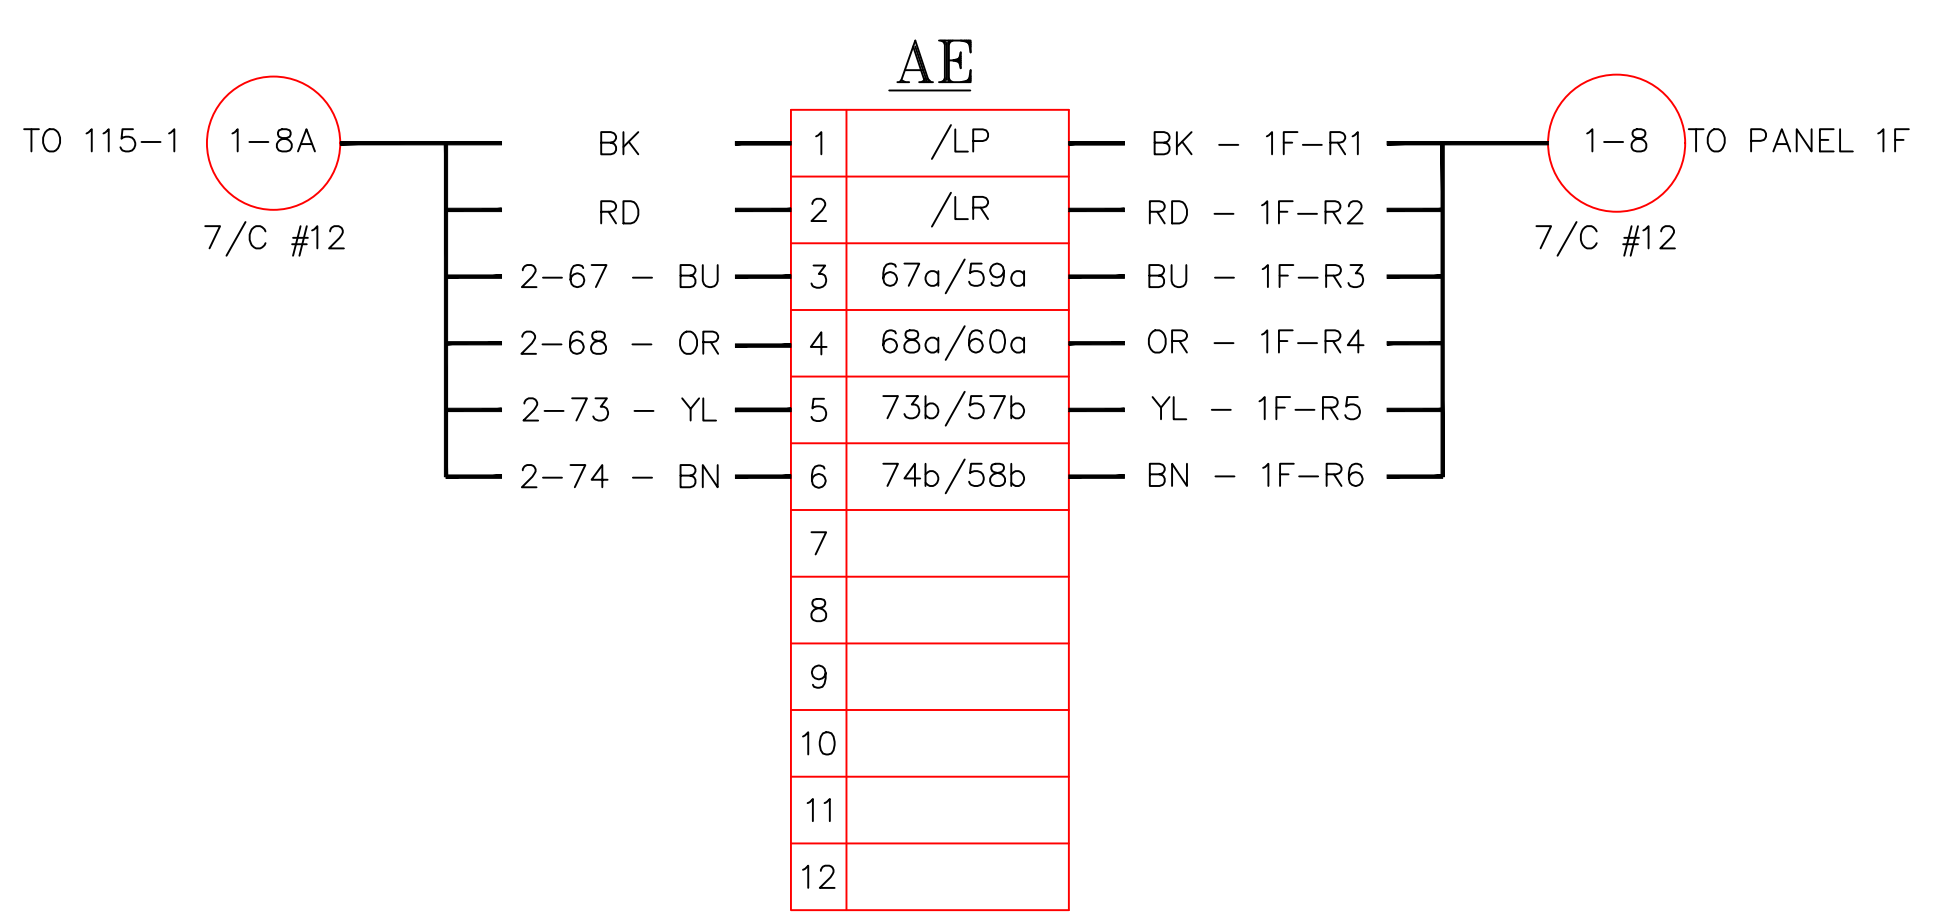 AE
TO 115-1 1-8A BK 1 /LP BK - 1F-R1 1-8 TO PANEL 1F
RD 2 /LR RD - 1F-R2
7/C #12 7/C #12
2-67 - BU 3 67a/59a BU - 1F-R3
2-68 - OR 4 68a/60a OR - 1F-R4
2-73 - YL 5 73b/57b YL - 1F-R5
2-74 - BN 6 74b/58b BN - 1F-R6
7
8
9
10
11
12